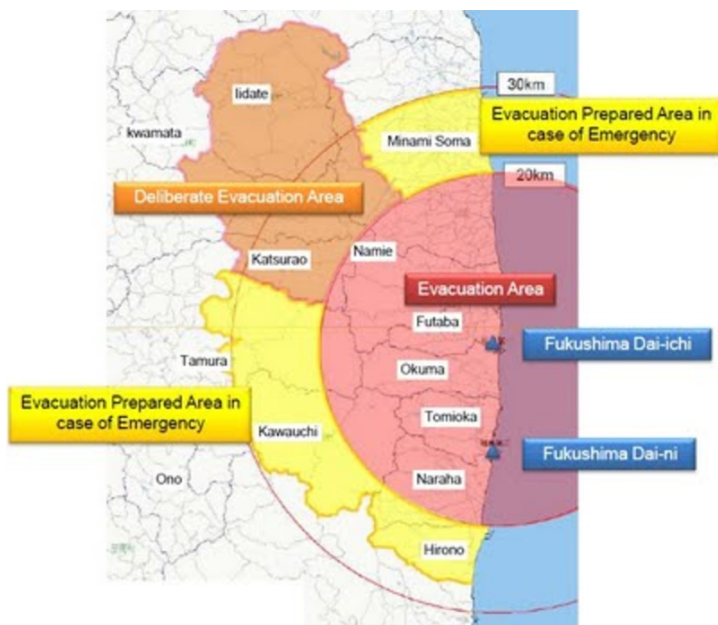 30km
Iidate
Evacuation Prepared Area in
case of Emergency
kwamata
Minami Soma
20km
Deliberate Evacuation Area
Namie
Katsurao
Evacuation Area
Futaba
Fukushima Dai-ichi
Tamura
Okuma
Evacuation Prepared Area in
case of Emergency
Tomioka
Kawauchi
Fukushima Dai-ni
Ono
Naraha
Hirono